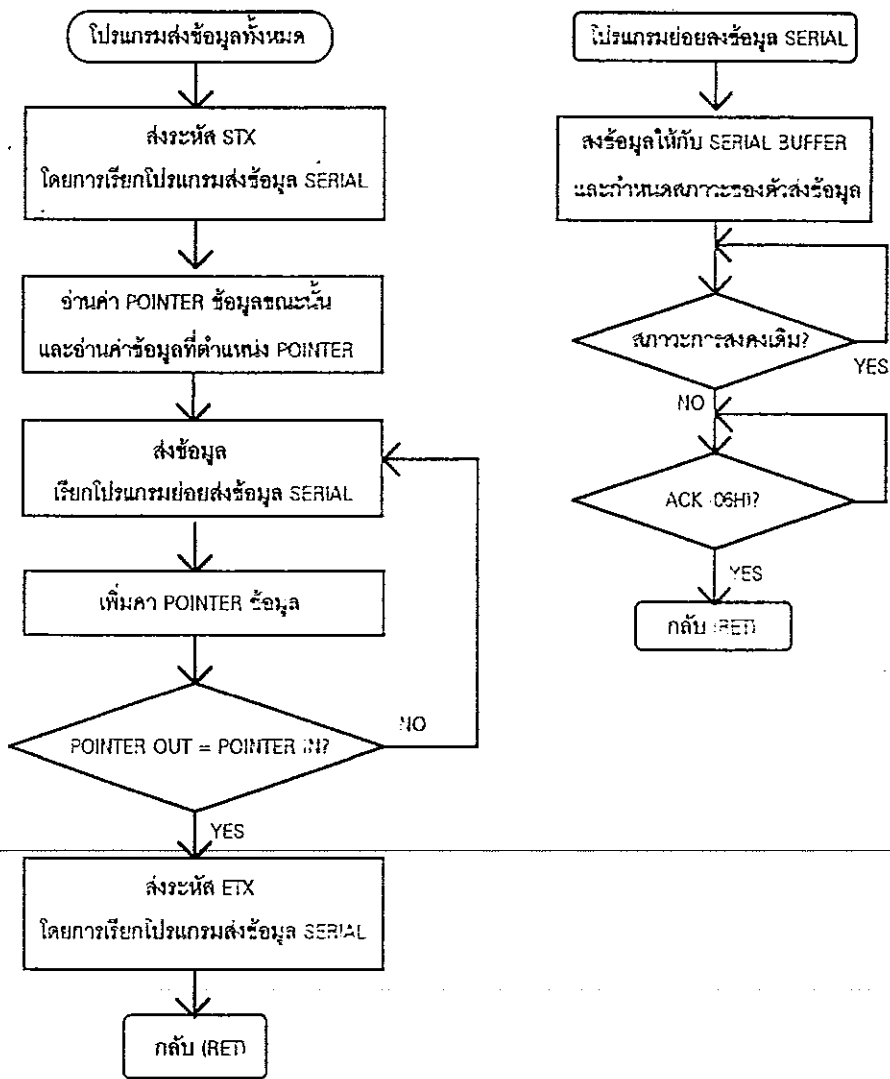 โปรแกรมส่งข้อมูลทั้งหมด
ส่งระหัส STX
โดยการเรียกโปรแกรมส่งข้อมูล SERIAL
อ่านค่า POINTER ข้อมูลขณะนั้น
และอ่านค่าข้อมูลที่ตำแหน่ง POINTER
ส่งข้อมูล
เรียกโปรแกรมย่อยส่งข้อมูล SERIAL
เพิ่มคา POINTER ข้อมูล
POINTER OUT = POINTER IN?
NO
YES
ส่งระหัส ETX
โดยการเรียกโปรแกรมส่งข้อมูล SERIAL
กลับ (RET)
โปรแกรมย่อยลงข้อมูล SERIAL
สงข้อมูลให้กับ SERIAL BUFFER
และกำหนดสภาวะของตัวส่งข้อมูล
สภาวะการสงคงเดิม?
YES
NO
ACK (06H)?
YES
กลับ (RET)